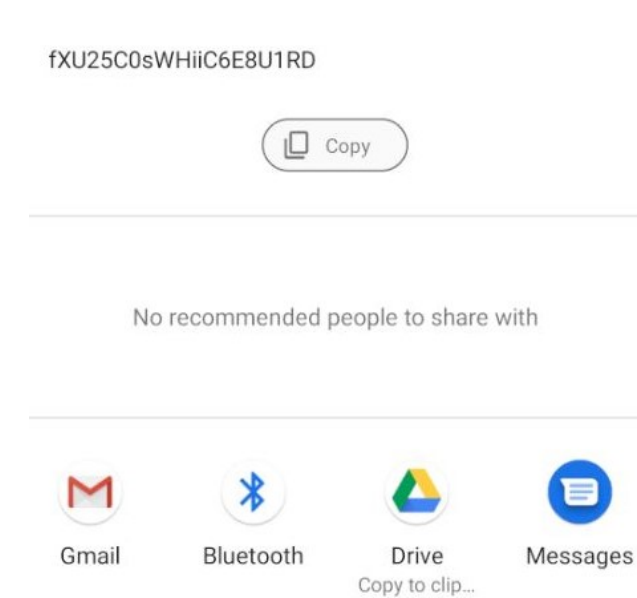 fXU25C0sWHiiC6E8U1RD
Copy
No recommended people to share with
Gmail Bluetooth Drive Messages
Copy to clip...